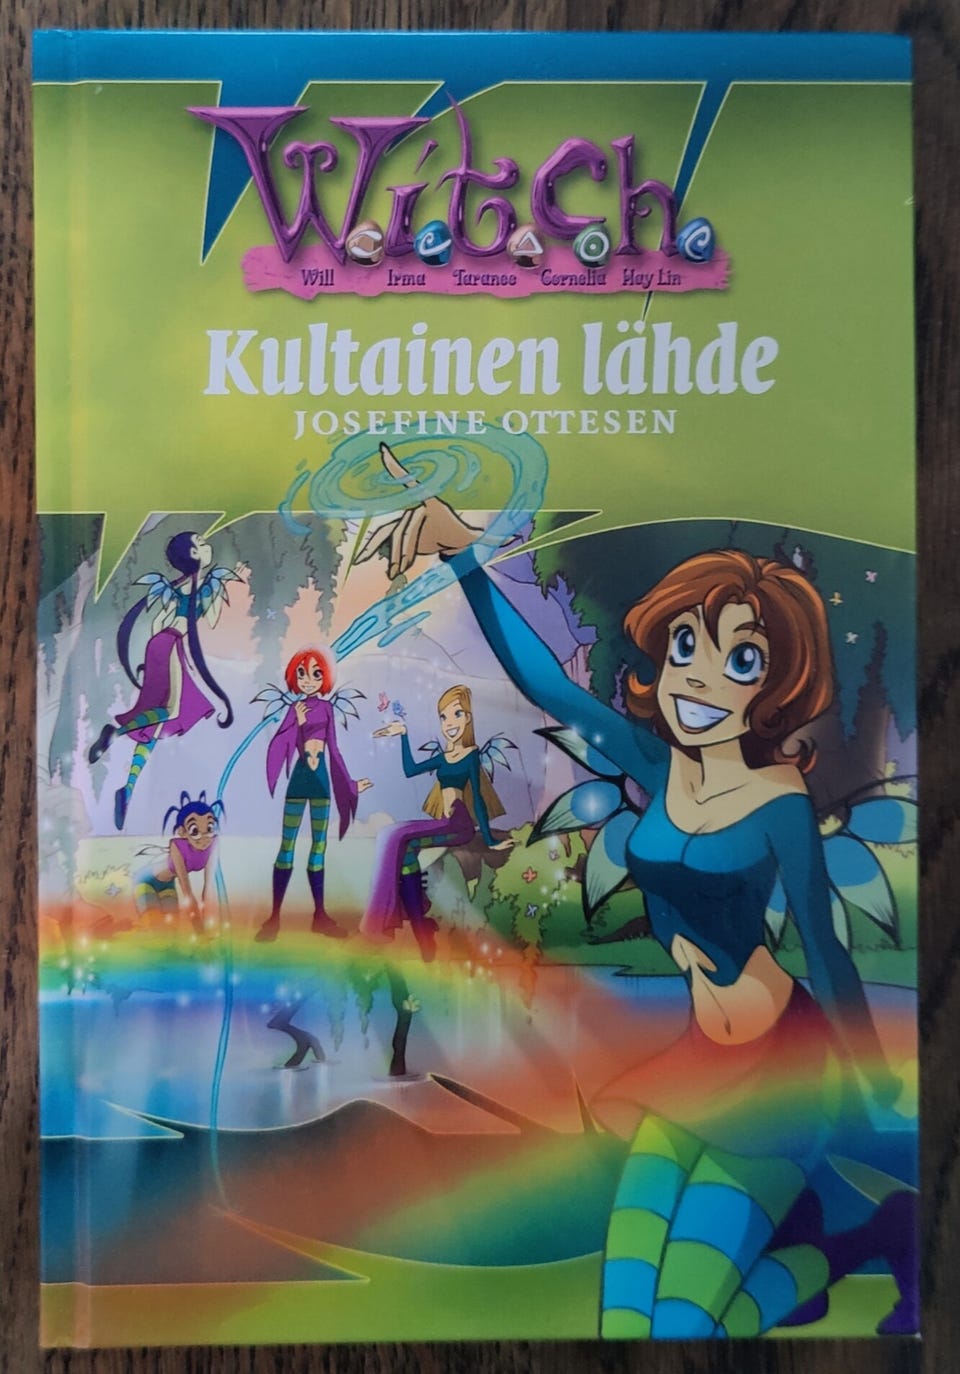 W.i.t.c.h.
Will Irma Taranee Cornelia Hay Lin
Kultainen lähde
JOSEFINE OTTESEN